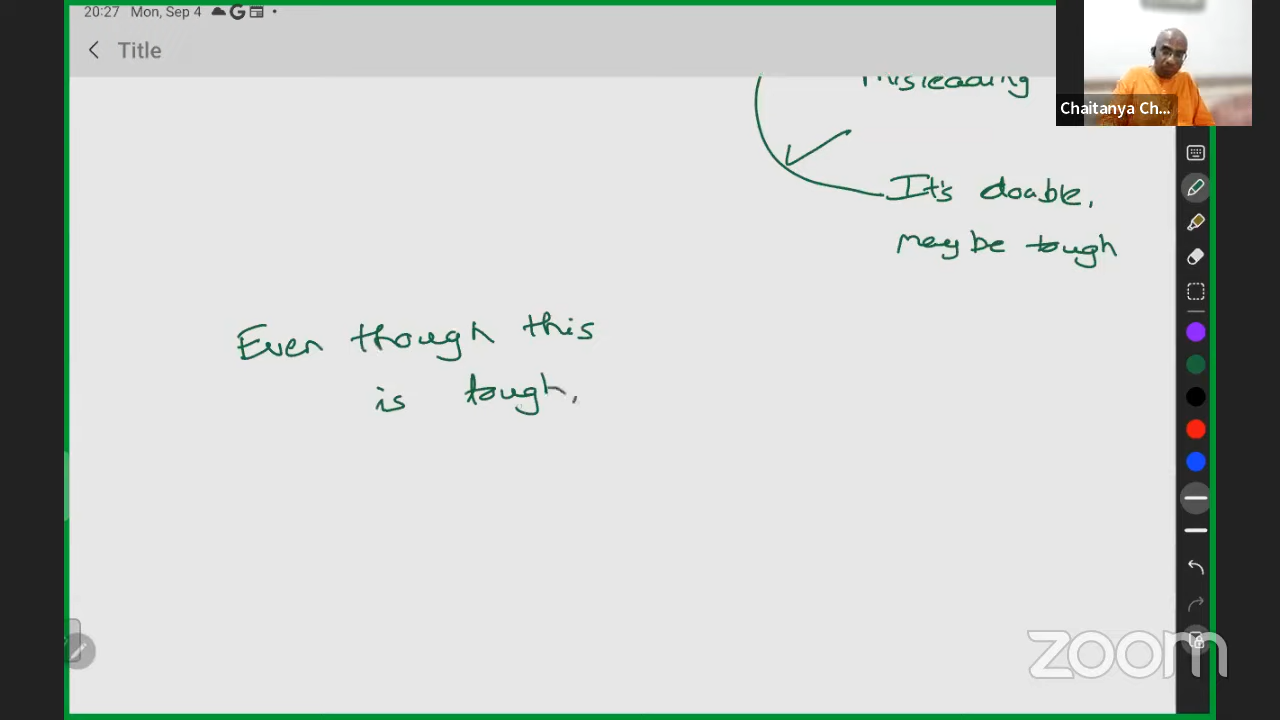 20:27 Mon, Sep 4
Title
Misleading
Chaitanya Ch...
It's doable,
may be tough
Even though this
is tough,
zoom